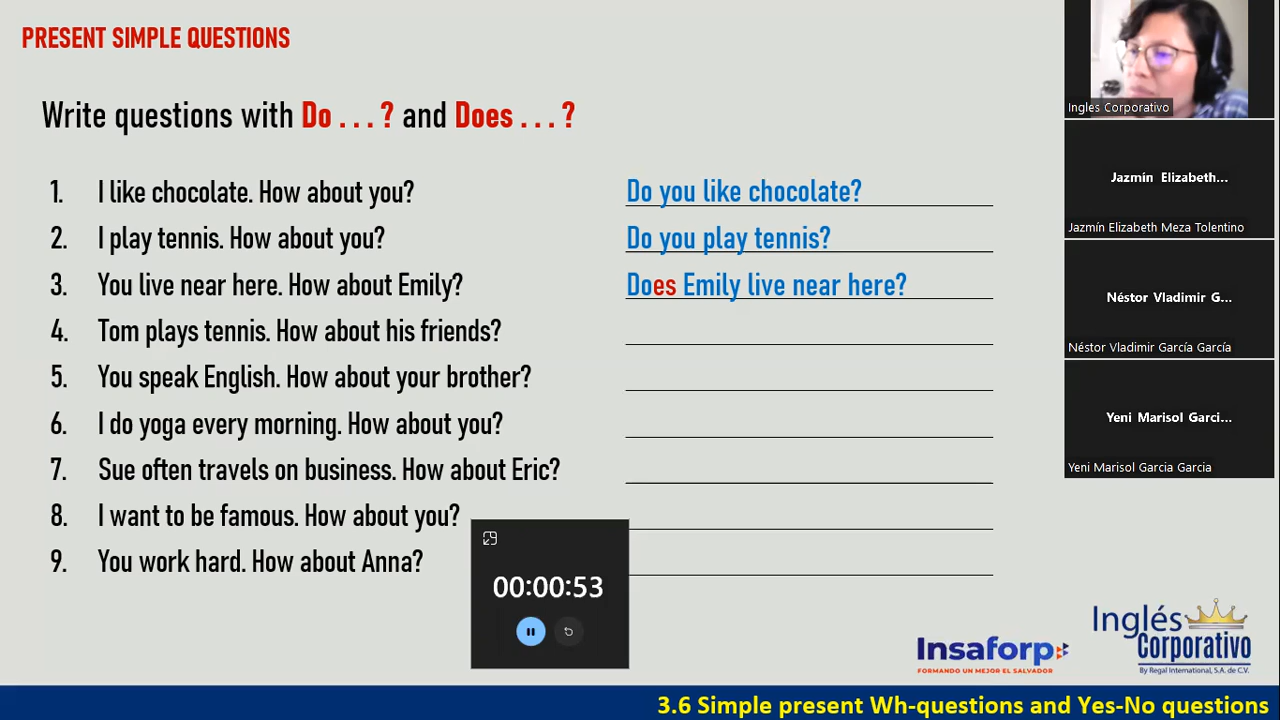 PRESENT SIMPLE QUESTIONS
Write questions with Do . . . ? and Does . . . ?
1. I like chocolate. How about you? Do you like chocolate?
2. I play tennis. How about you? Do you play tennis?
3. You live near here. How about Emily? Does Emily live near here?
4. Tom plays tennis. How about his friends?
5. You speak English. How about your brother?
6. I do yoga every morning. How about you?
7. Sue often travels on business. How about Eric?
8. I want to be famous. How about you?
9. You work hard. How about Anna?
00:00:53
Ingles Corporativo
Jazmín Elizabeth...
Jazmín Elizabeth Meza Tolentino
Néstor Vladimir G...
Néstor Vladimir García García
Yeni Marisol Garci...
Yeni Marisol Garcia Garcia
Insaforp
FORMANDO UN MEJOR EL SALVADOR
Inglés
Corporativo
By Regal International, S.A. de C.V.
3.6 Simple present Wh-questions and Yes-No questions